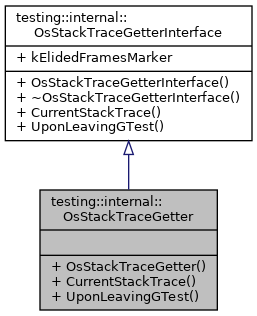 testing::internal::
OsStackTraceGetterInterface
+ kElidedFramesMarker
+ OsStackTraceGetterInterface()
+ ~OsStackTraceGetterInterface()
+ CurrentStackTrace()
+ UponLeavingGTest()
testing::internal::
OsStackTraceGetter
+ OsStackTraceGetter()
+ CurrentStackTrace()
+ UponLeavingGTest()